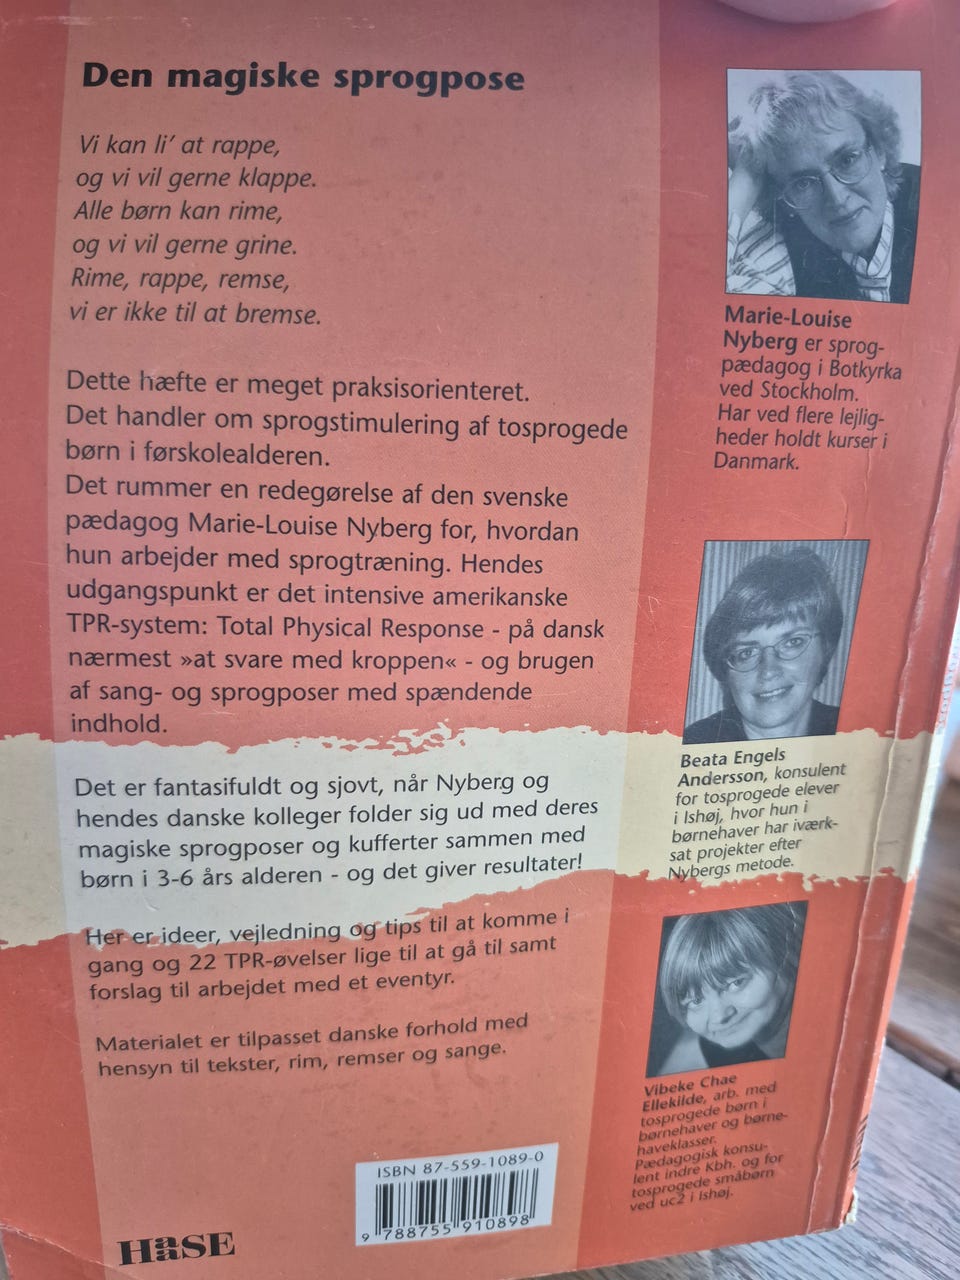 Den magiske sprogpose
Vi kan li' at rappe,
og vi vil gerne klappe.
Alle børn kan rime,
og vi vil gerne grine.
Rime, rappe, remse,
vi er ikke til at bremse.
Dette hæfte er meget praksisorienteret.
Det handler om sprogstimulering af tosprogede
børn i førskolealderen.
Det rummer en redegørelse af den svenske
pædagog Marie-Louise Nyberg for, hvordan
hun arbejder med sprogtræning. Hendes
udgangspunkt er det intensive amerikanske
TPR-system: Total Physical Response - på dansk
nærmest »at svare med kroppen« - og brugen
af sang- og sprogposer med spændende
indhold.
Det er fantasifuldt og sjovt, når Nyberg og
hendes danske kolleger folder sig ud med deres
magiske sprogposer og kufferter sammen med
børn i 3-6 års alderen - og det giver resultater!
Her er ideer, vejledning og tips til at komme i
gang og 22 TPR-øvelser lige til at gå til samt
forslag til arbejdet med et eventyr.
Materialet er tilpasset danske forhold med
hensyn til tekster, rim, remser og sange.
Marie-Louise
Nyberg er sprog-
pædagog i Botkyrka
ved Stockholm.
Har ved flere lejlig-
heder holdt kurser i
Danmark.
Beata Engels
Andersson, konsulent
for tosprogede elever
i Ishøj, hvor hun i
børnehaver har iværk-
sat projekter efter
Nybergs metode.
Vibeke Chae
Ellekilde, arb. med
tosprogede børn i
børnehaver og børne-
haveklasser.
Pædagogisk konsu-
lent indre Kbh. og for
tosprogede småbørn
ved uc2 i Ishøj.
ISBN 87-559-1089-0
9 788755 910898
HaaSE